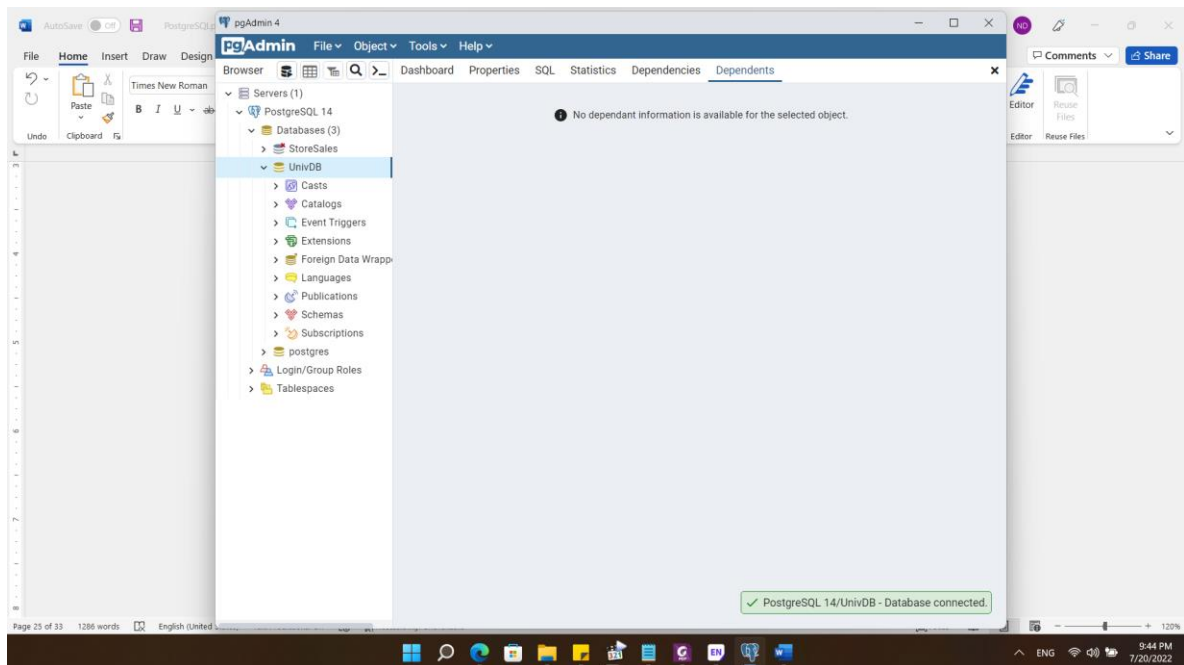 AutoSave Off PostgreSQLp
pgAdmin 4
ND
File Home Insert Draw Design
Comments Share
pgAdmin File Object Tools Help
Browser Dashboard Properties SQL Statistics Dependencies Dependents
Paste
Times New Roman
B I U ab
Undo Clipboard
Editor Reuse Files
Editor Reuse Files
No dependant information is available for the selected object.
Servers (1)
PostgreSQL 14
Databases (3)
StoreSales
UnivDB
Casts
Catalogs
Event Triggers
Extensions
Foreign Data Wrapp
Languages
Publications
Schemas
Subscriptions
postgres
Login/Group Roles
Tablespaces
PostgreSQL 14/UnivDB - Database connected.
Page 25 of 33 1286 words English (United
120%
ENG
9:44 PM
7/20/2022